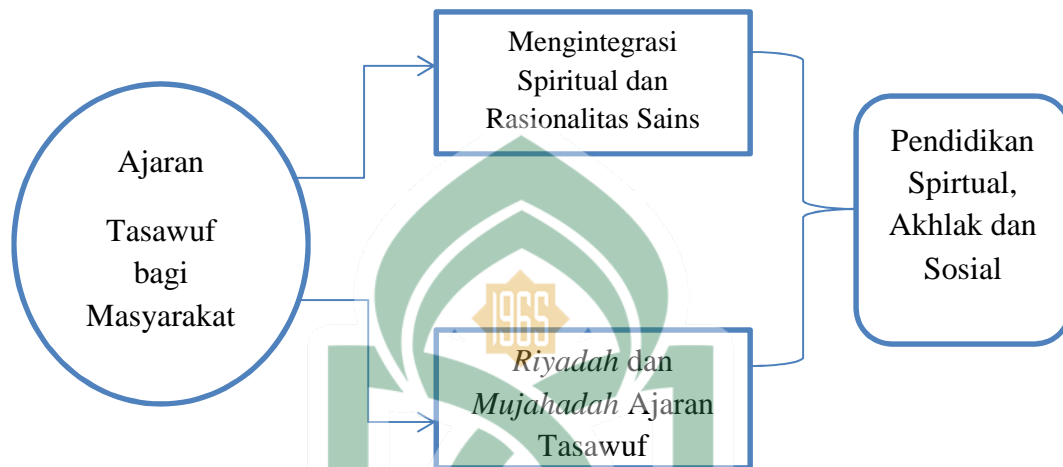 Ajaran
Tasawuf
bagi
Masyarakat
Mengintegrasi
Spiritual dan
Rasionalitas Sains
1965
Riyadah dan
Mujahadah Ajaran
Tasawuf
Pendidikan
Spirtual,
Akhlak dan
Sosial